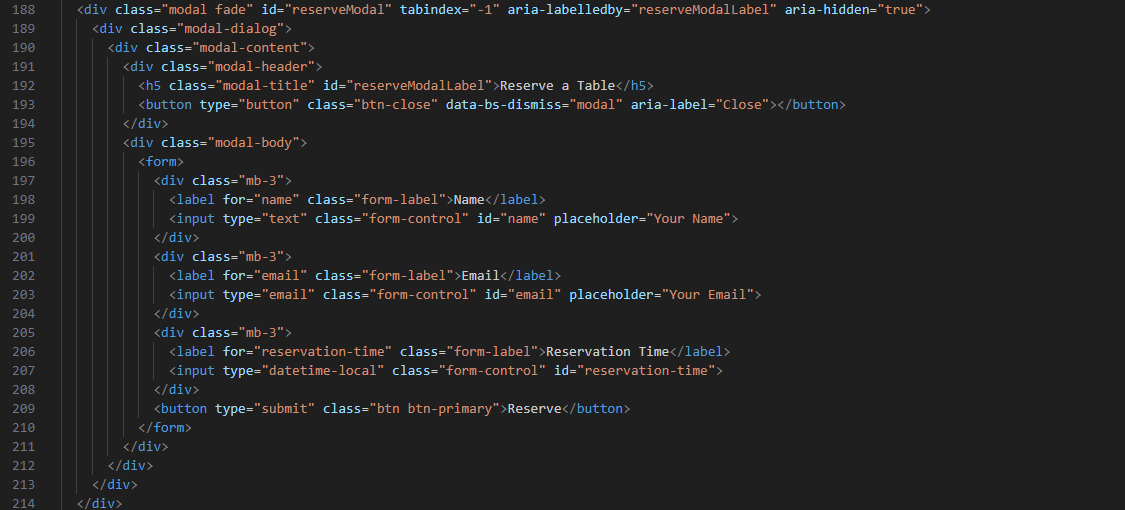 188 <div class="modal fade" id="reserveModal" tabindex="-1" aria-labelledby="reserveModalLabel" aria-hidden="true">
189 <div class="modal-dialog">
190 <div class="modal-content">
191 <div class="modal-header">
192 <h5 class="modal-title" id="reserveModalLabel">Reserve a Table</h5>
193 <button type="button" class="btn-close" data-bs-dismiss="modal" aria-label="Close"></button>
194 </div>
195 <div class="modal-body">
196 <form>
197 <div class="mb-3">
198 <label for="name" class="form-label">Name</label>
199 <input type="text" class="form-control" id="name" placeholder="Your Name">
200 </div>
201 <div class="mb-3">
202 <label for="email" class="form-label">Email</label>
203 <input type="email" class="form-control" id="email" placeholder="Your Email">
204 </div>
205 <div class="mb-3">
206 <label for="reservation-time" class="form-label">Reservation Time</label>
207 <input type="datetime-local" class="form-control" id="reservation-time">
208 </div>
209 <button type="submit" class="btn btn-primary">Reserve</button>
210 </form>
211 </div>
212 </div>
213 </div>
214 </div>